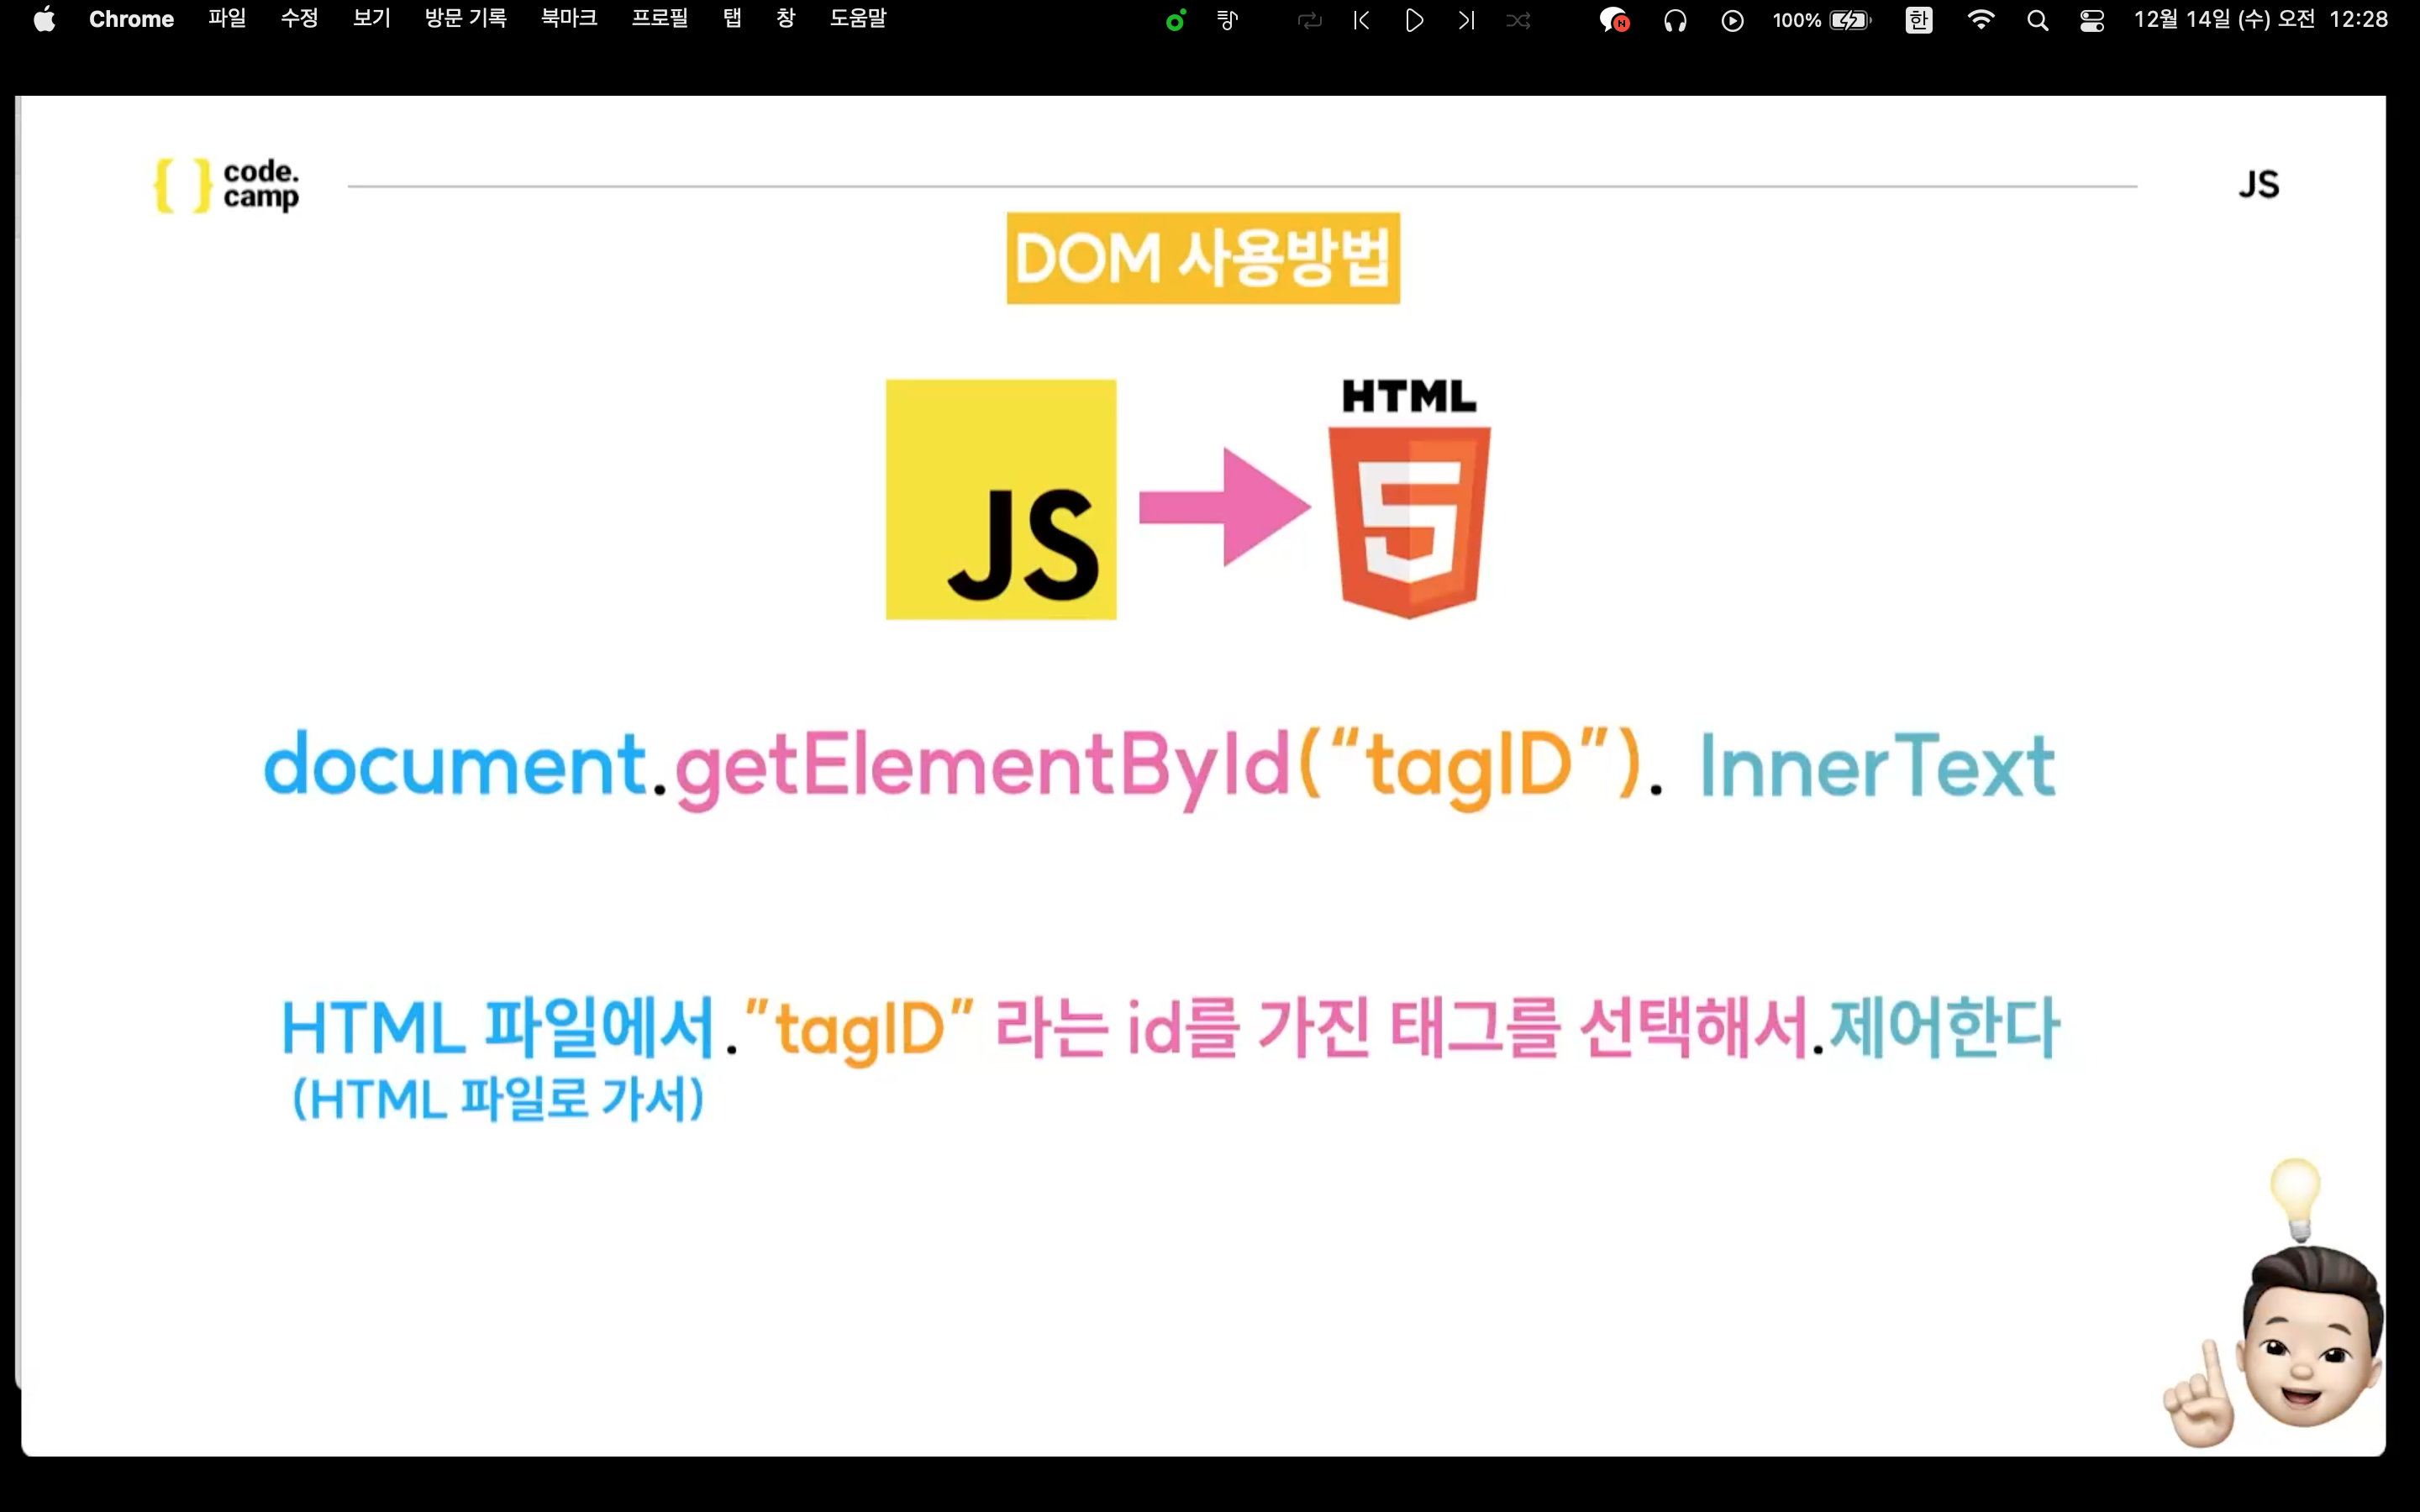 Chrome 파일 수정 보기 방문 기록 북마크 프로필 탭 창 도움말 N 100% 한 12월 14일 (수) 오전 12:28
{ } code.
camp
JS
DOM 사용방법
JS
HTML
5
document.getElementById(“tagID”). InnerText
HTML 파일에서."tagID" 라는 id를 가진 태그를 선택해서.제어한다
(HTML 파일로 가서)